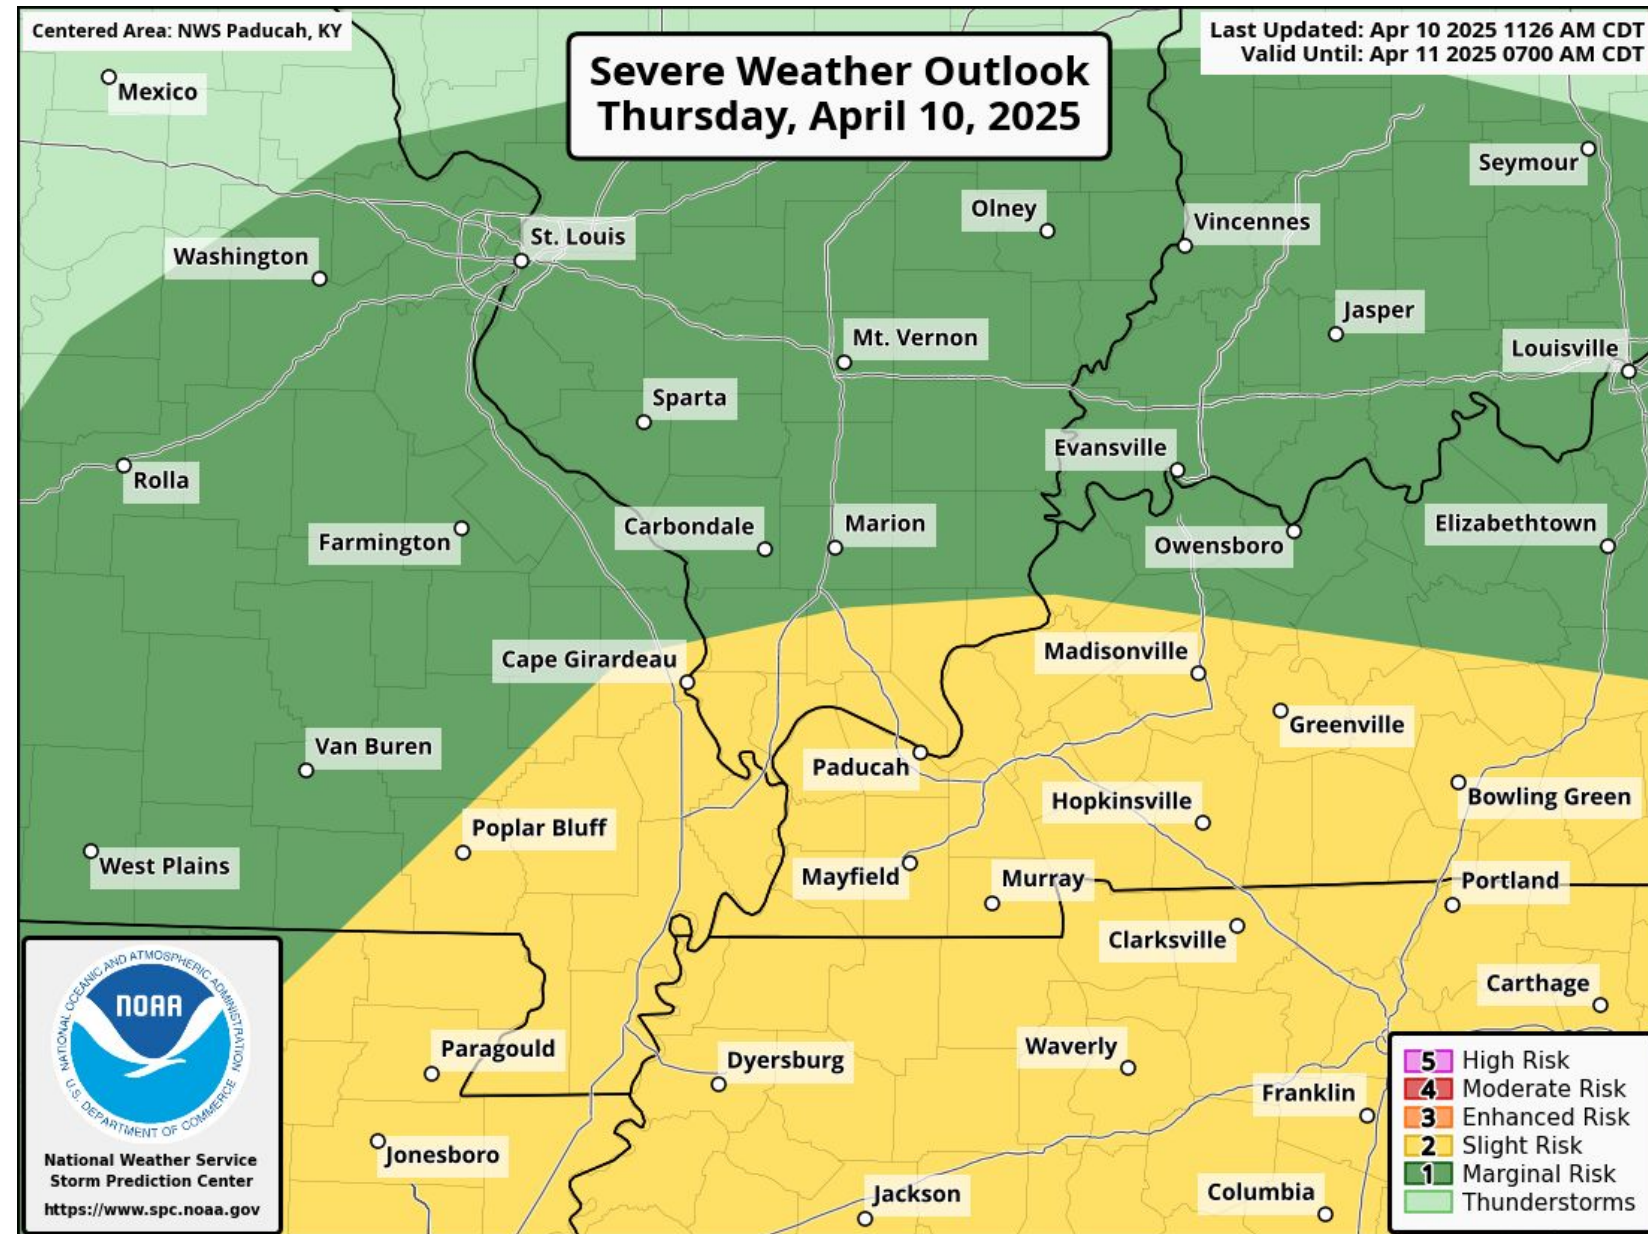 Centered Area: NWS Paducah, KY
Last Updated: Apr 10 2025 1126 AM CDT
Valid Until: Apr 11 2025 0700 AM CDT
Severe Weather Outlook
Thursday, April 10, 2025
Mexico
Seymour
Olney
Vincennes
St. Louis
Washington
Jasper
Mt. Vernon
Louisville
Sparta
Evansville
Rolla
Carbondale
Marion
Elizabethtown
Farmington
Owensboro
Madisonville
Cape Girardeau
Greenville
Van Buren
Paducah
Bowling Green
Hopkinsville
Poplar Bluff
West Plains
Mayfield
Murray
Portland
Clarksville
Carthage
Waverly
Paragould
Dyersburg
Franklin
Jonesboro
Jackson
Columbia
NATIONAL OCEANIC AND ATMOSPHERIC ADMINISTRATION
NOAA
U.S. DEPARTMENT OF COMMERCE
National Weather Service
Storm Prediction Center
https://www.spc.noaa.gov
5 High Risk
4 Moderate Risk
3 Enhanced Risk
2 Slight Risk
1 Marginal Risk
Thunderstorms